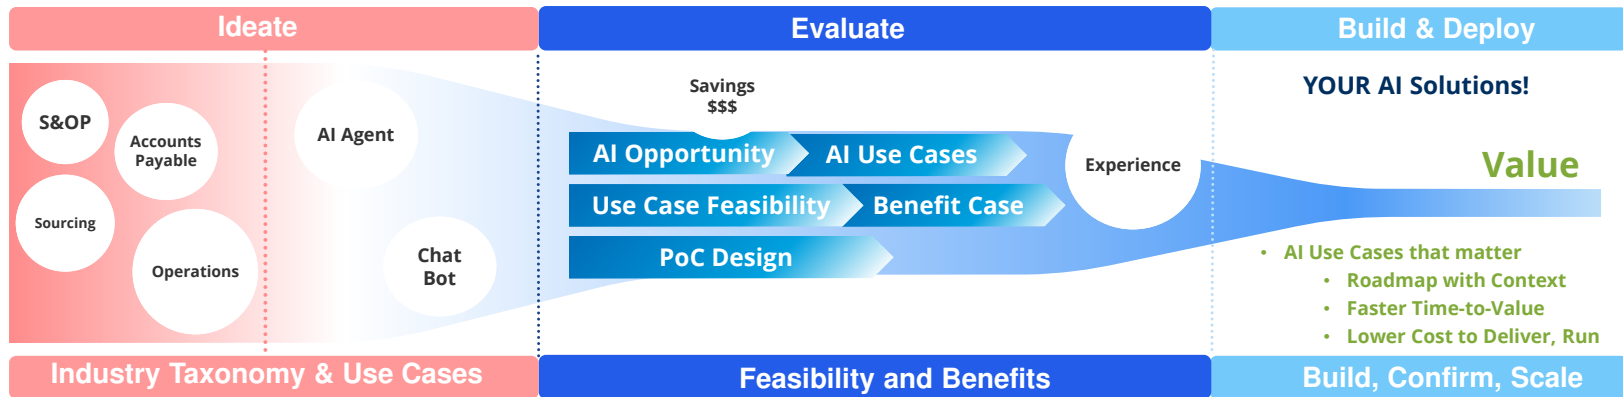 Ideate
Evaluate
Build & Deploy
S&OP
Accounts
Payable
Sourcing
Operations
AI Agent
Chat
Bot
Savings
$$$
AI Opportunity
AI Use Cases
Use Case Feasibility
Benefit Case
PoC Design
Experience
YOUR AI Solutions!
Value
• AI Use Cases that matter
• Roadmap with Context
• Faster Time-to-Value
• Lower Cost to Deliver, Run
Industry Taxonomy & Use Cases
Feasibility and Benefits
Build, Confirm, Scale